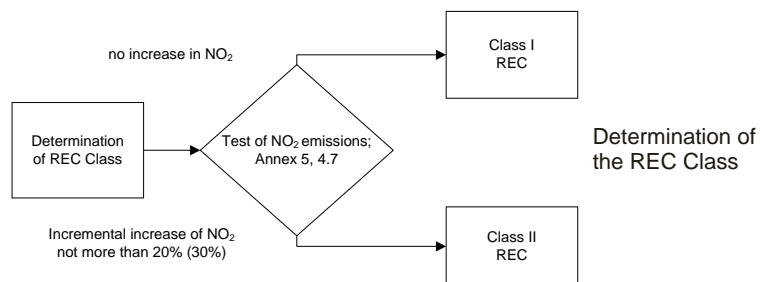 no increase in NO₂
Class I
REC
Determination
of REC Class
Test of NO₂ emissions;
Annex 5, 4.7
Determination of
the REC Class
Incremental increase of NO₂
not more than 20% (30%)
Class II
REC